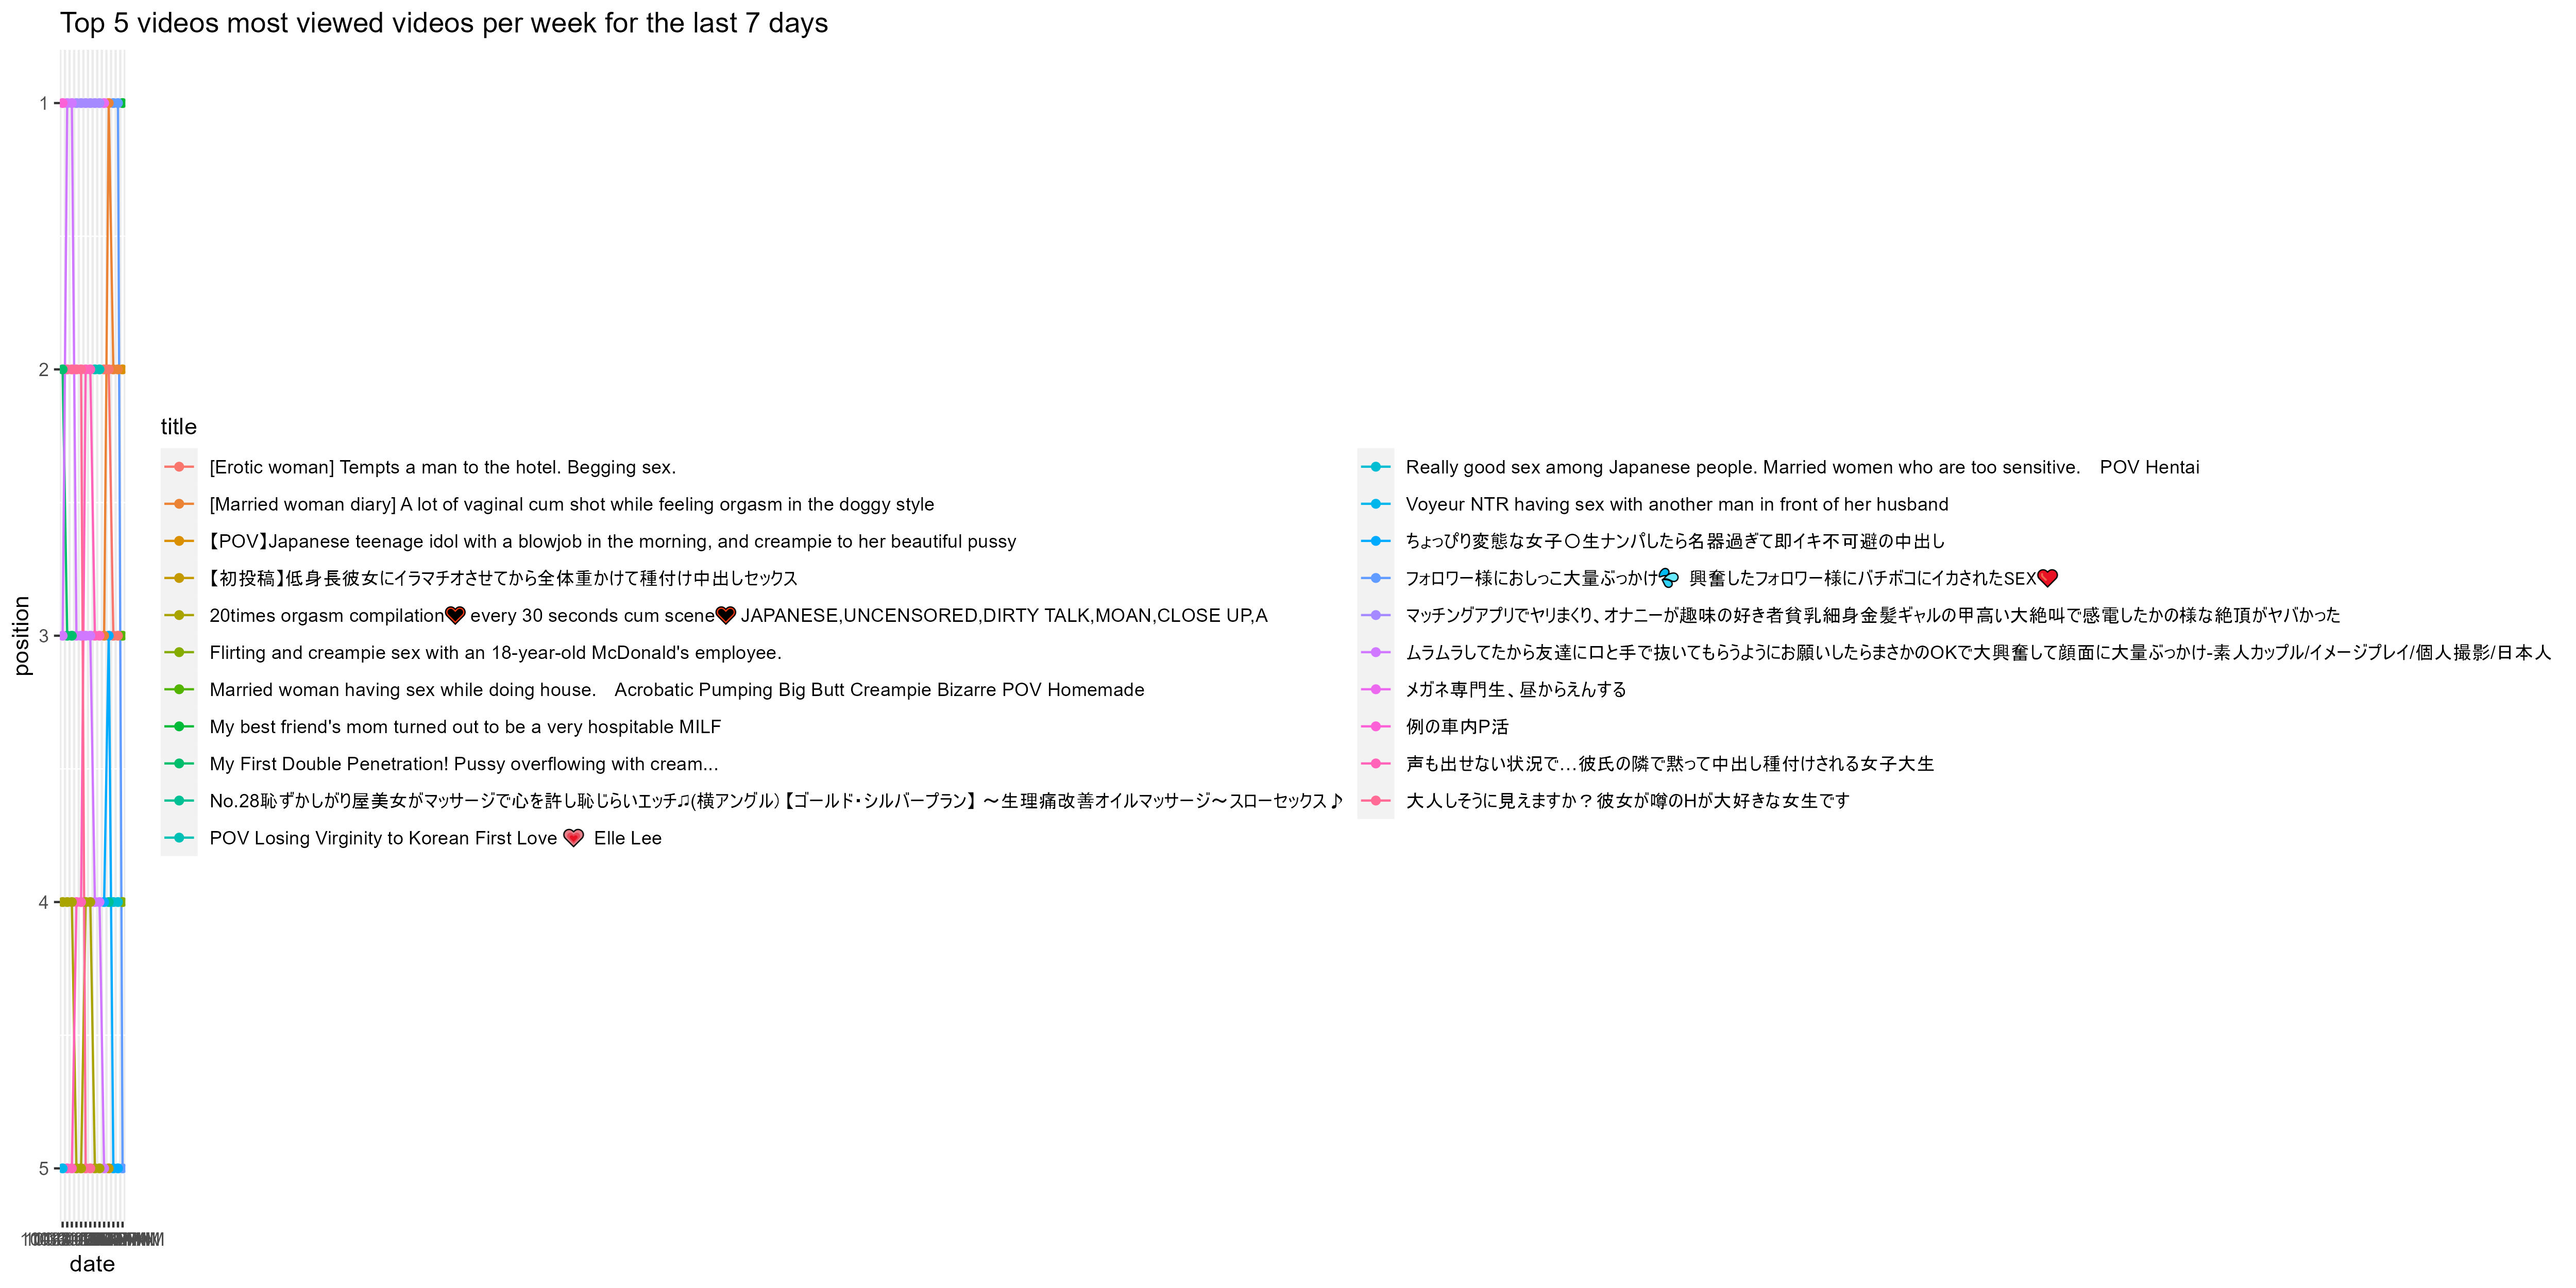 Top 5 videos most viewed videos per week for the last 7 days
position
1
2
3
4
5
date
title
[Erotic woman] Tempts a man to the hotel. Begging sex.
[Married woman diary] A lot of vaginal cum shot while feeling orgasm in the doggy style
【POV】Japanese teenage idol with a blowjob in the morning, and creampie to her beautiful pussy
【初投稿】低身長彼女にイラマチオさせてから全体重かけて種付け中出しセックス
20times orgasm compilation🖤 every 30 seconds cum scene🖤 JAPANESE,UNCENSORED,DIRTY TALK,MOAN,CLOSE UP,A
Flirting and creampie sex with an 18-year-old McDonald's employee.
Married woman having sex while doing house.　Acrobatic Pumping Big Butt Creampie Bizarre POV Homemade
My best friend's mom turned out to be a very hospitable MILF
My First Double Penetration! Pussy overflowing with cream...
No.28恥ずかしがり屋美女がマッサージで心を許し恥じらいエッチ♫(横アングル)【ゴールド・シルバープラン】 ～生理痛改善オイルマッサージ～スローセックス♪
POV Losing Virginity to Korean First Love ❤ Elle Lee
Really good sex among Japanese people. Married women who are too sensitive.　POV Hentai
Voyeur NTR having sex with another man in front of her husband
ちょっぴり変態な女子〇生ナンパしたら名器過ぎて即イキ不可避の中出し
フォロワー様におしっこ大量ぶっかけ💦 興奮したフォロワー様にバチボコにイカされたSEX❤
マッチングアプリでヤリまくり、オナニーが趣味の好き者貧乳細身金髪ギャルの甲高い大絶叫で感電したかの様な絶頂がヤバかった
ムラムラしてたから友達に口と手で抜いてもらうようにお願いしたらまさかのOKで大興奮して顔面に大量ぶっかけ-素人カップル/イメージプレイ/個人撮影/日本人
メガネ専門生、昼からえんする
例の車内P活
声も出せない状況で…彼氏の隣で黙って中出し種付けされる女子大生
大人しそうに見えますか？彼女が噂のHが大好きな女生です